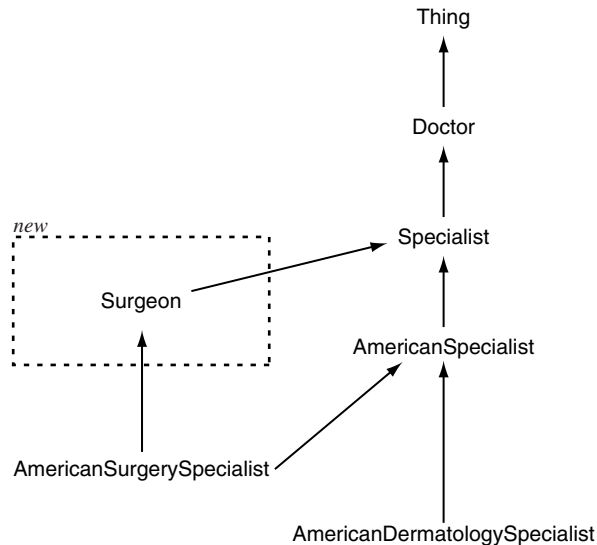 Thing
Doctor
new
Specialist
Surgeon
AmericanSpecialist
AmericanSurgerySpecialist
AmericanDermatologySpecialist